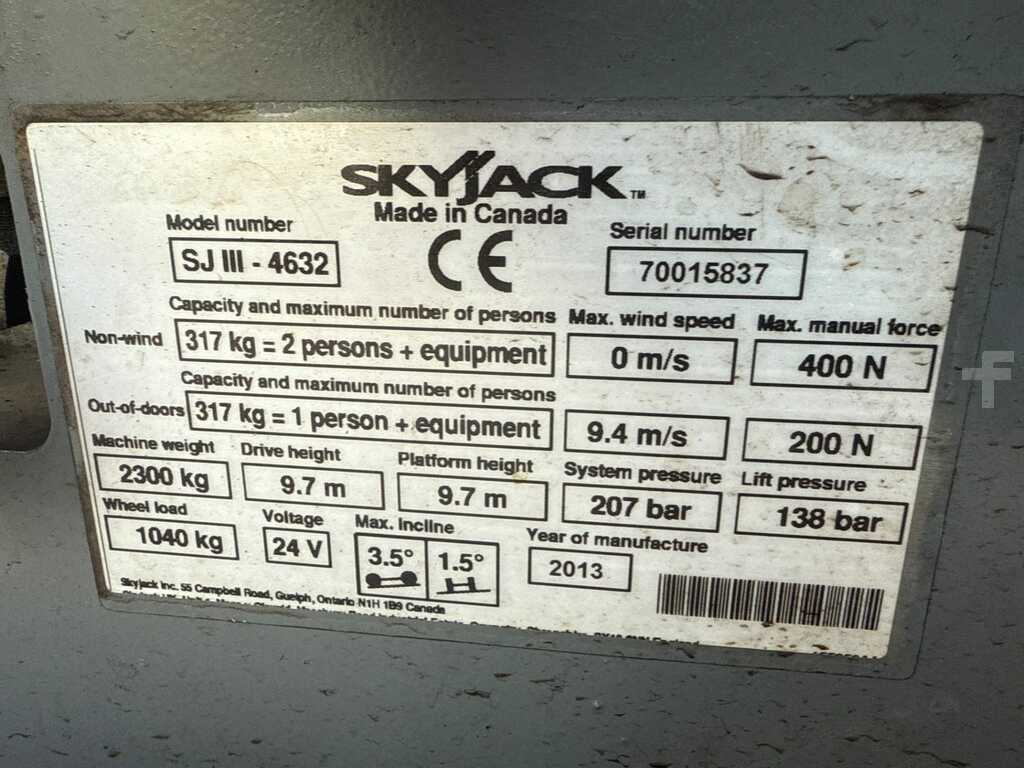 SKYJACK™
Made in Canada
Model number
SJ III - 4632
CE
Serial number
70015837
Capacity and maximum number of persons Max. wind speed Max. manual force
Non-wind 317 kg = 2 persons + equipment 0 m/s 400 N
Capacity and maximum number of persons
Out-of-doors 317 kg = 1 person + equipment 9.4 m/s 200 N
Machine weight Drive height Platform height System pressure Lift pressure
2300 kg 9.7 m 9.7 m 207 bar 138 bar
Wheel load Voltage Max. incline Year of manufacture
1040 kg 24 V 3.5° 1.5° 2013
Skyjack Inc. 55 Campbell Road, Guelph, Ontario N1H 1B9 Canada
f